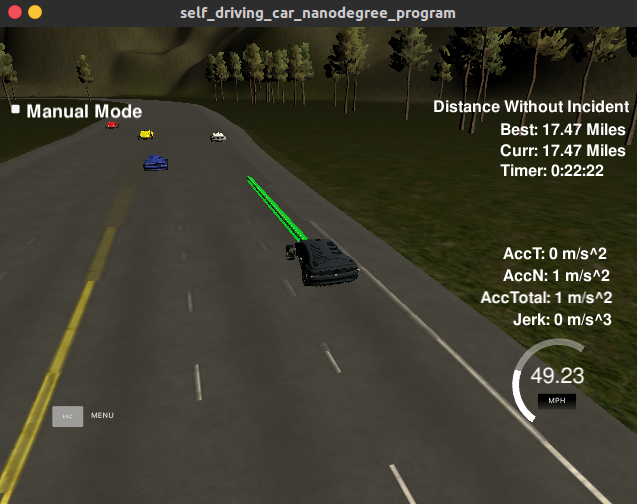 self_driving_car_nanodegree_program
Manual Mode
Distance Without Incident
Best: 17.47 Miles
Curr: 17.47 Miles
Timer: 0:22:22
AccT: 0 m/s^2
AccN: 1 m/s^2
AccTotal: 1 m/s^2
Jerk: 0 m/s^3
49.23
MPH
ESC
MENU